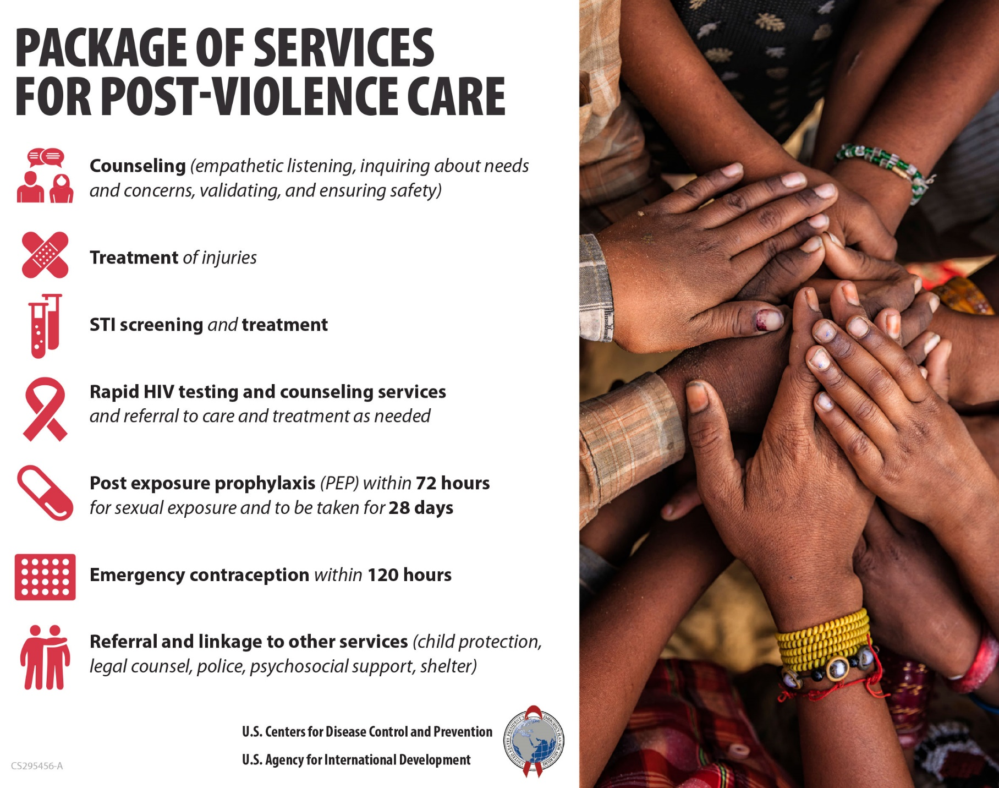 PACKAGE OF SERVICES
FOR POST-VIOLENCE CARE
Counseling (empathetic listening, inquiring about needs
and concerns, validating, and ensuring safety)
Treatment of injuries
STI screening and treatment
Rapid HIV testing and counseling services
and referral to care and treatment as needed
Post exposure prophylaxis (PEP) within 72 hours
for sexual exposure and to be taken for 28 days
Emergency contraception within 120 hours
Referral and linkage to other services (child protection,
legal counsel, police, psychosocial support, shelter)
U.S. Centers for Disease Control and Prevention
U.S. Agency for International Development
UNITED STATES PRESIDENT'S EMERGENCY PLAN FOR AIDS RELIEF
CS295456-A